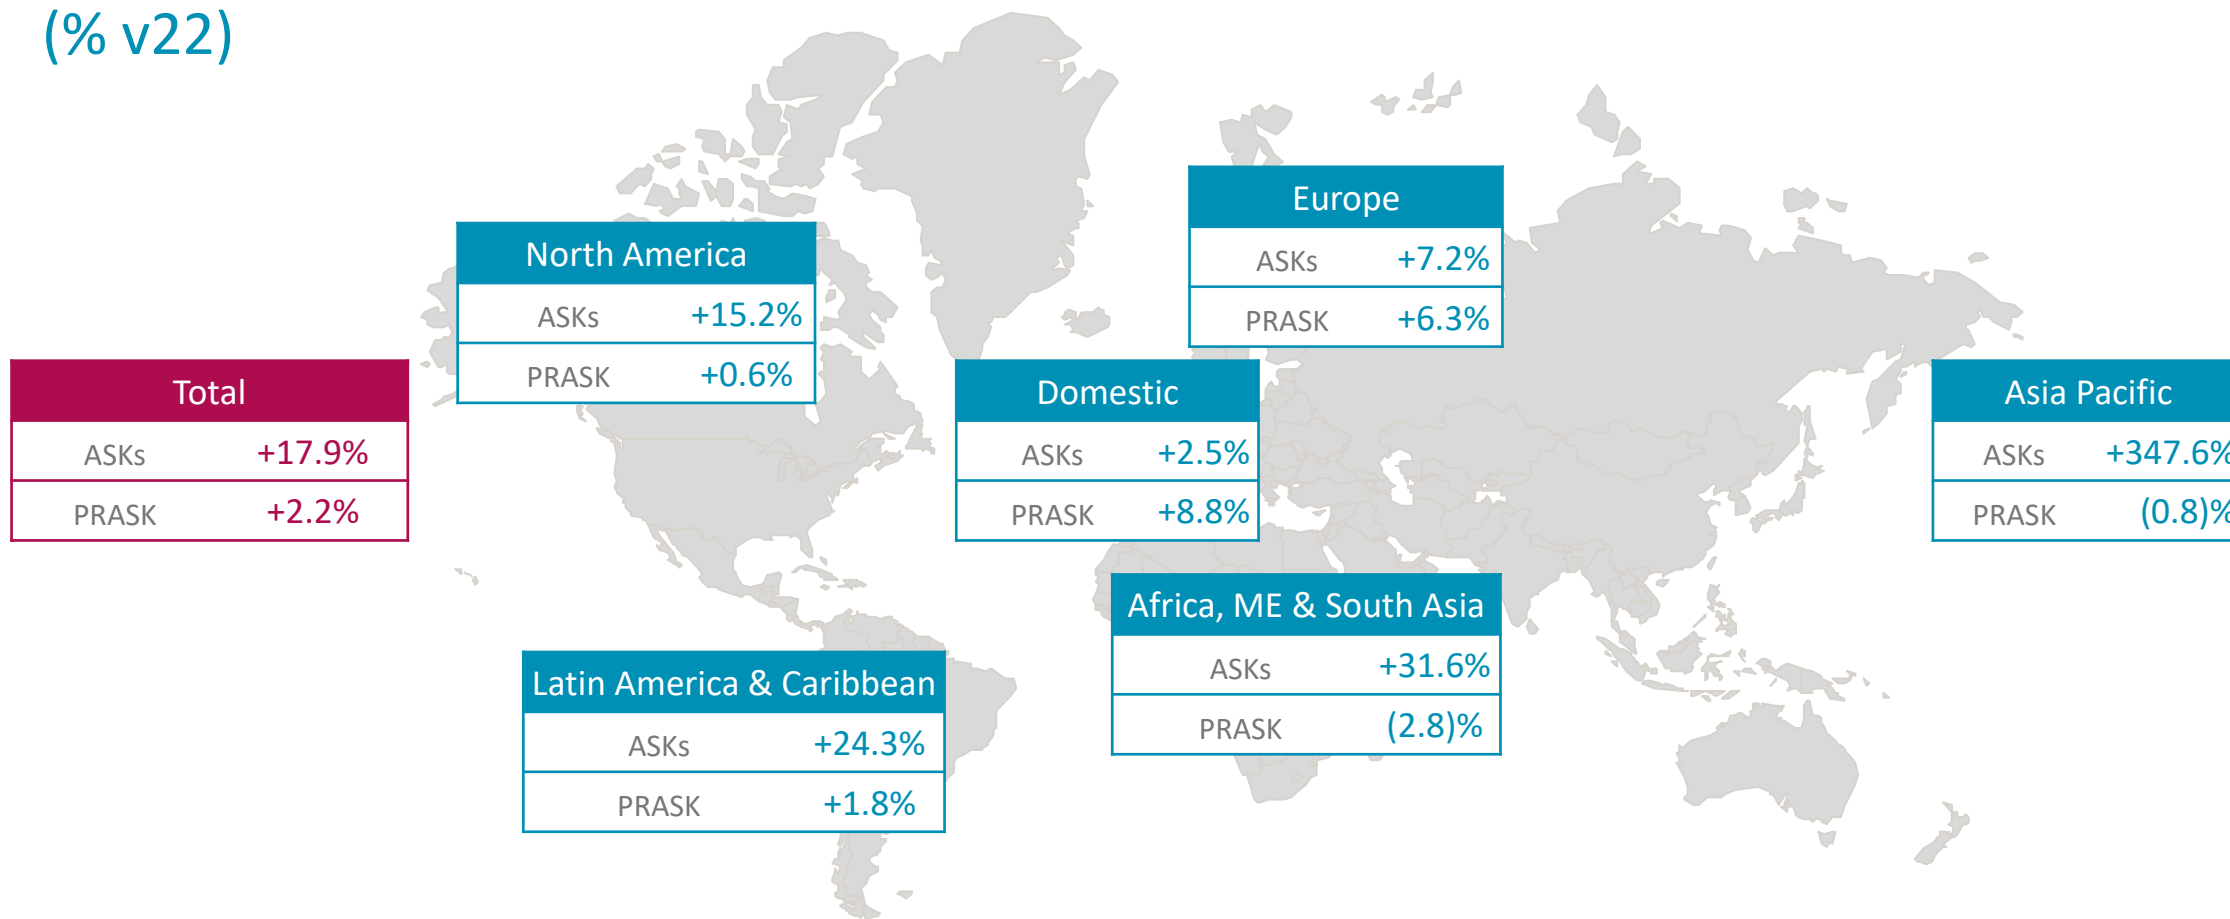 (% v22)
Europe
ASKs +7.2%
PRASK +6.3%
North America
ASKs +15.2%
PRASK +0.6%
Total
ASKs +17.9%
PRASK +2.2%
Domestic
ASKs +2.5%
PRASK +8.8%
Asia Pacific
ASKs +347.6%
PRASK (0.8)%
Africa, ME & South Asia
ASKs +31.6%
PRASK (2.8)%
Latin America & Caribbean
ASKs +24.3%
PRASK +1.8%